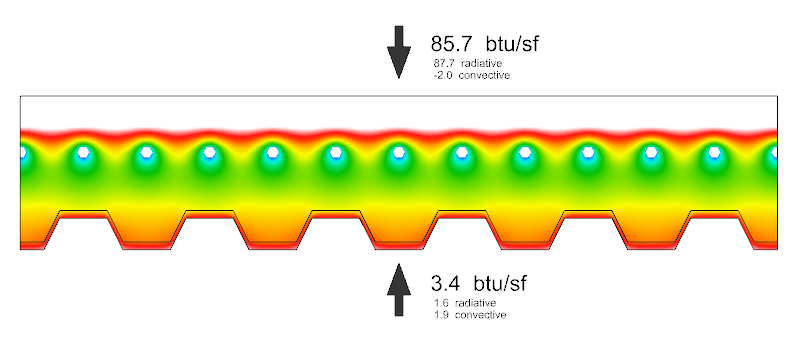 85.7 btu/sf
87.7 radiative
-2.0 convective
3.4 btu/sf
1.6 radiative
1.9 convective